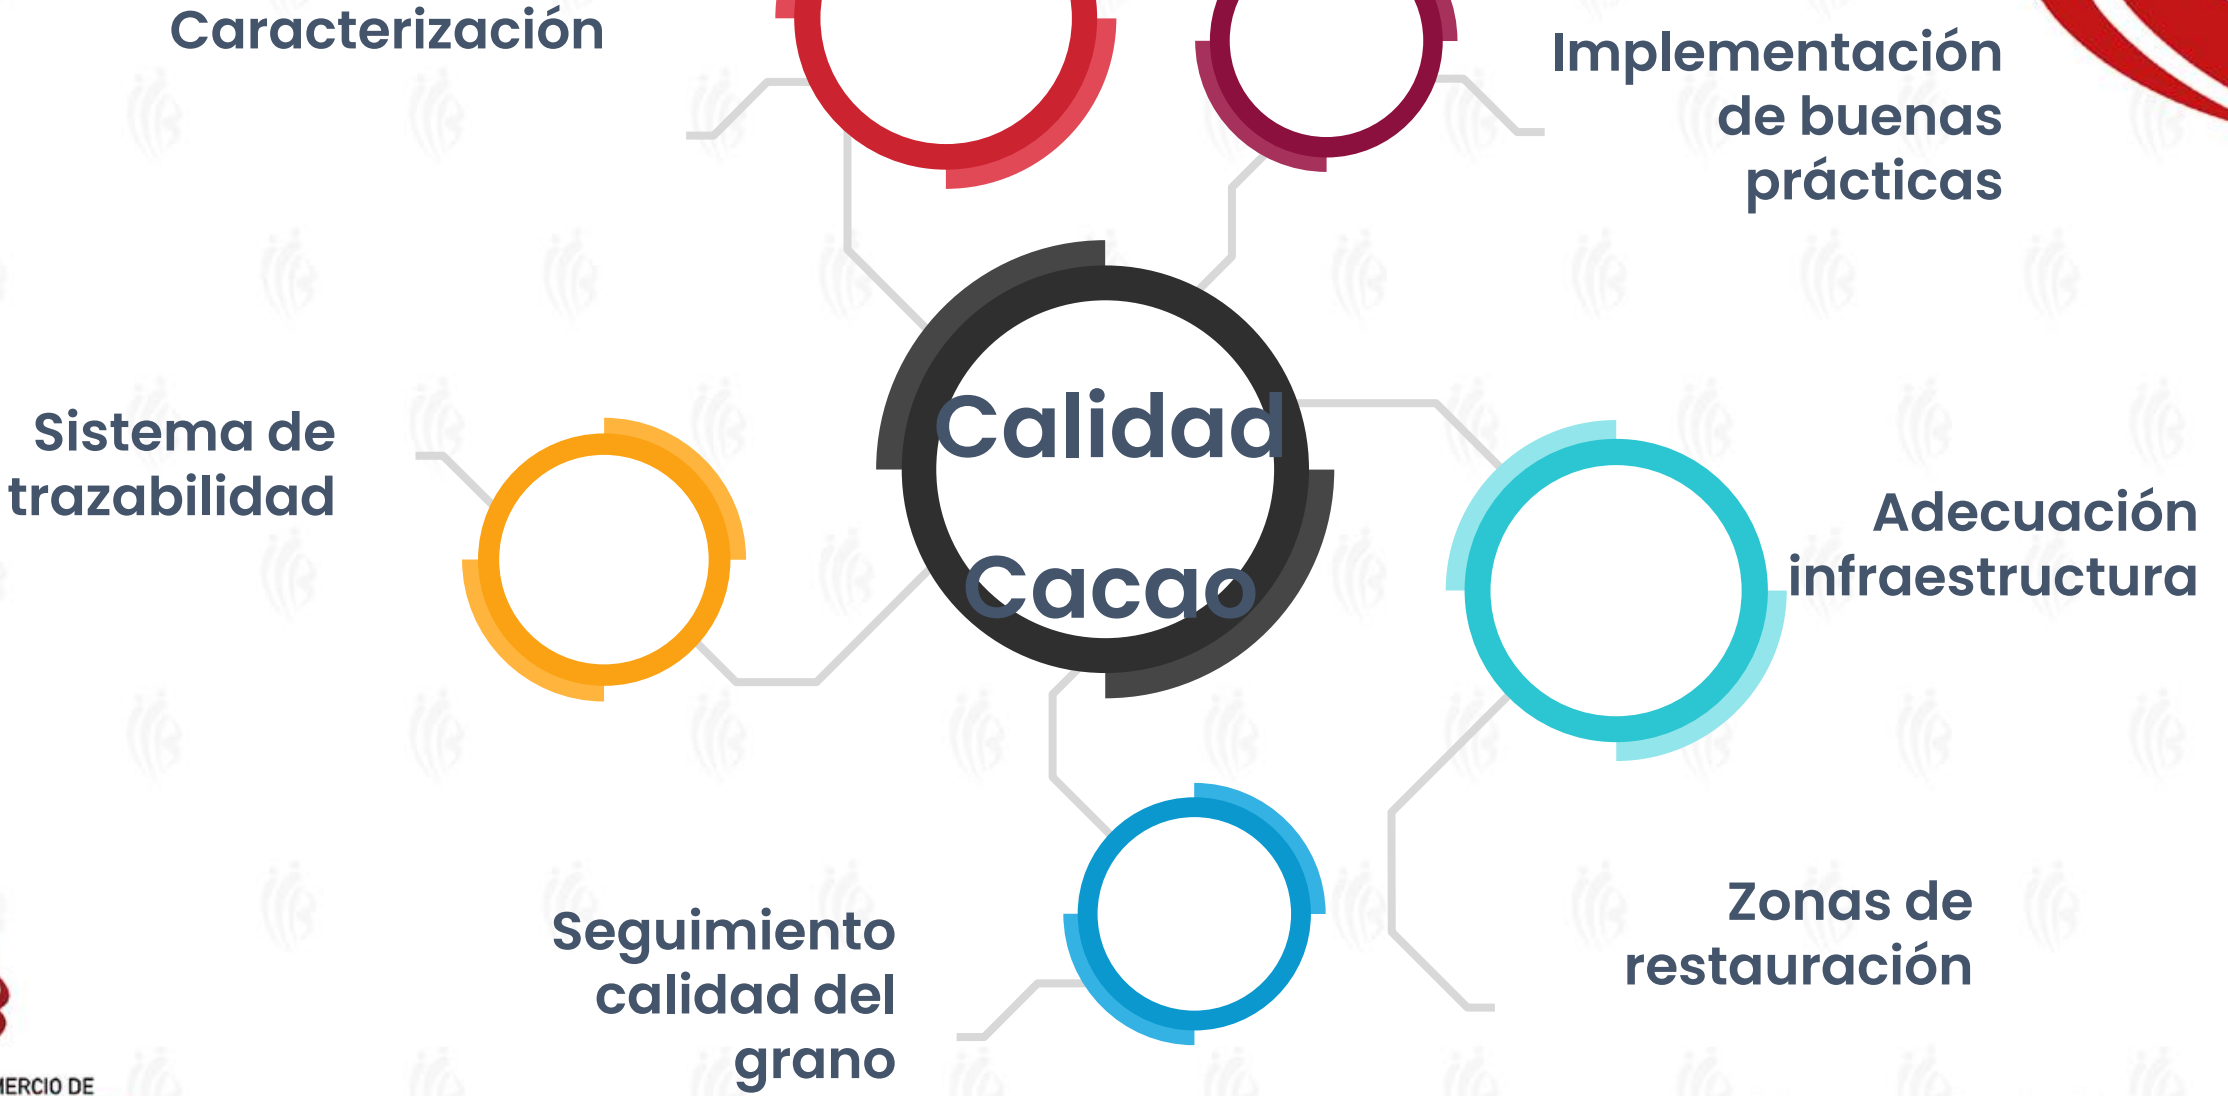 Caracterización
Implementación
de buenas
prácticas
Calidad
Cacao
Sistema de
trazabilidad
Adecuación
infraestructura
Zonas de
restauración
Seguimiento
calidad del
grano
DE